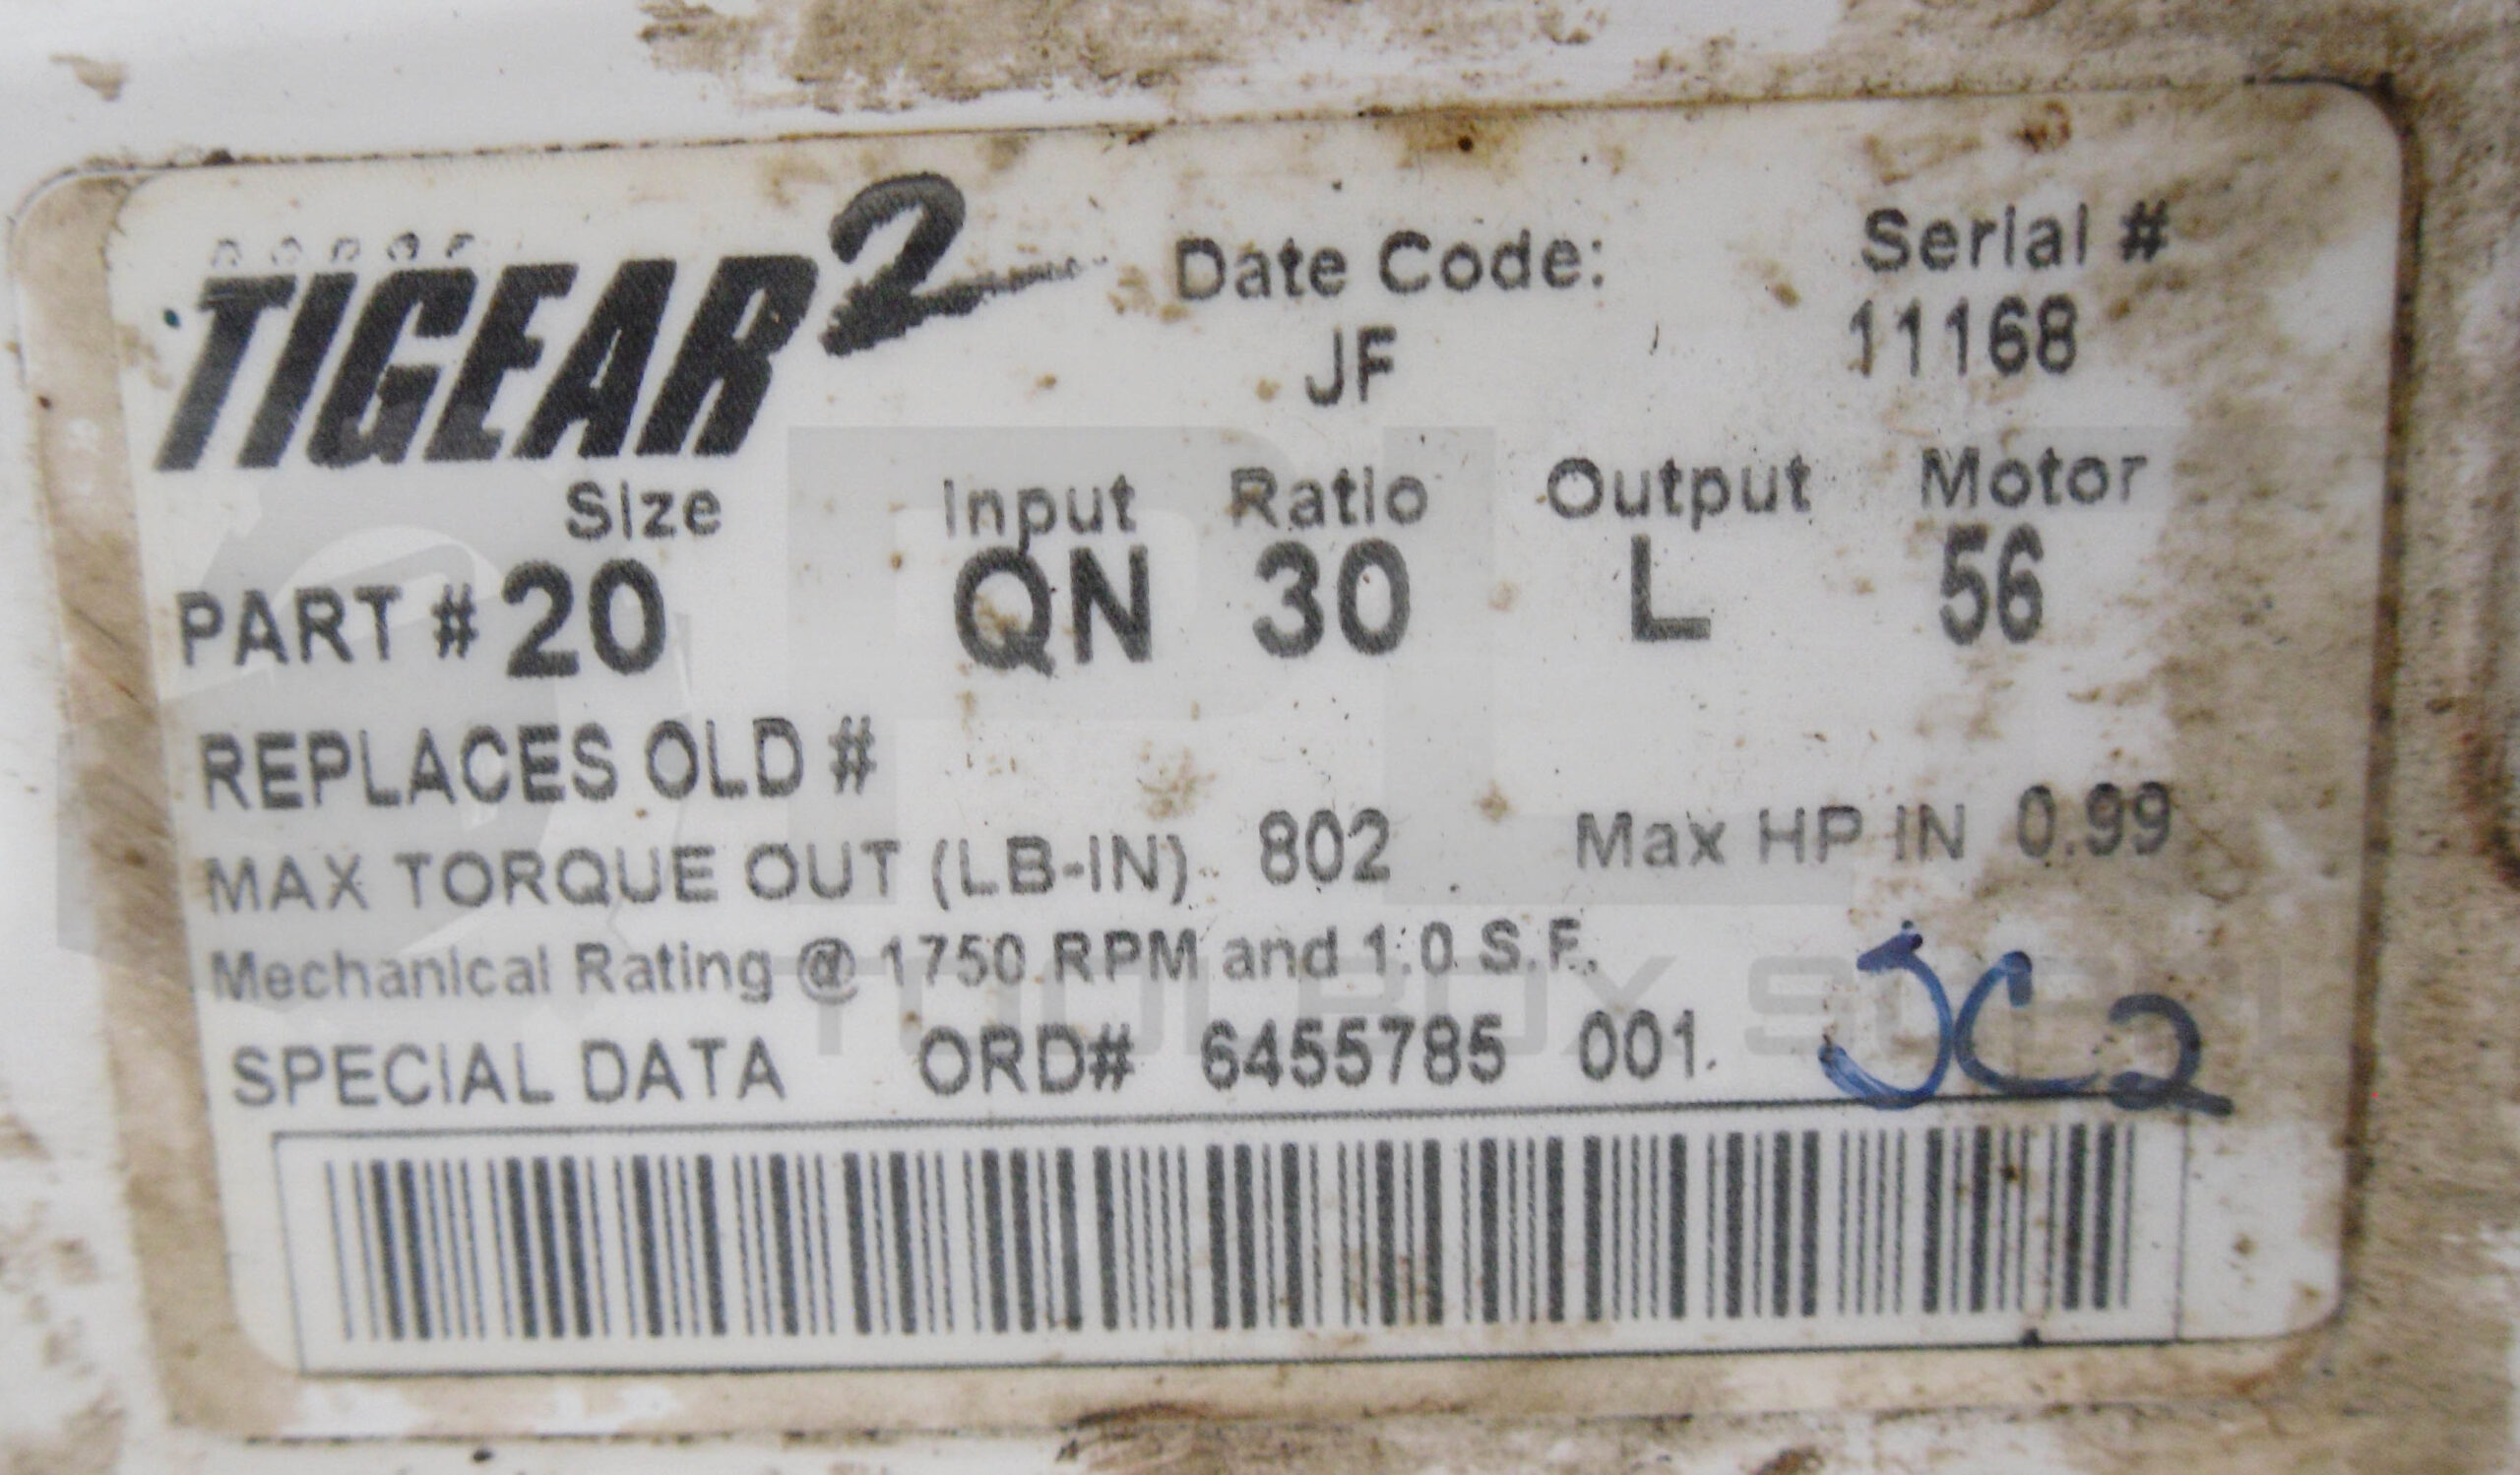 DODGE
TIGEAR2
Date Code:
Serial #
JF
11168
Size Input Ratio Output Motor
PART # 20 QN 30 L 56
REPLACES OLD #
MAX TORQUE OUT (LB-IN) 802 Max HP IN 0.99
Mechanical Rating @ 1750 RPM and 1.0 S.F.
SPECIAL DATA ORD# 6455785 001
JC2